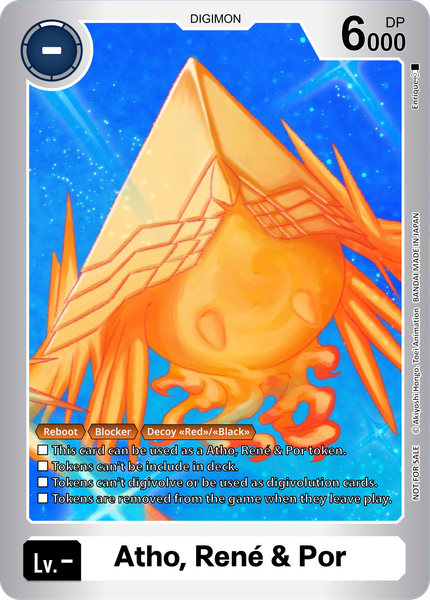 DIGIMON
-
6000
DP
Enrique
© Akiyoshi Hongo, Toei Animation BANDAI MADE IN JAPAN
NOT FOR SALE
Reboot Blocker Decoy «Red»/«Black»
This card can be used as a Atho, René & Por token.
Tokens can't be include in deck.
Tokens can't digivolve or be used as digivolution cards.
Tokens are removed from the game when they leave play.
Lv.-
Atho, René & Por